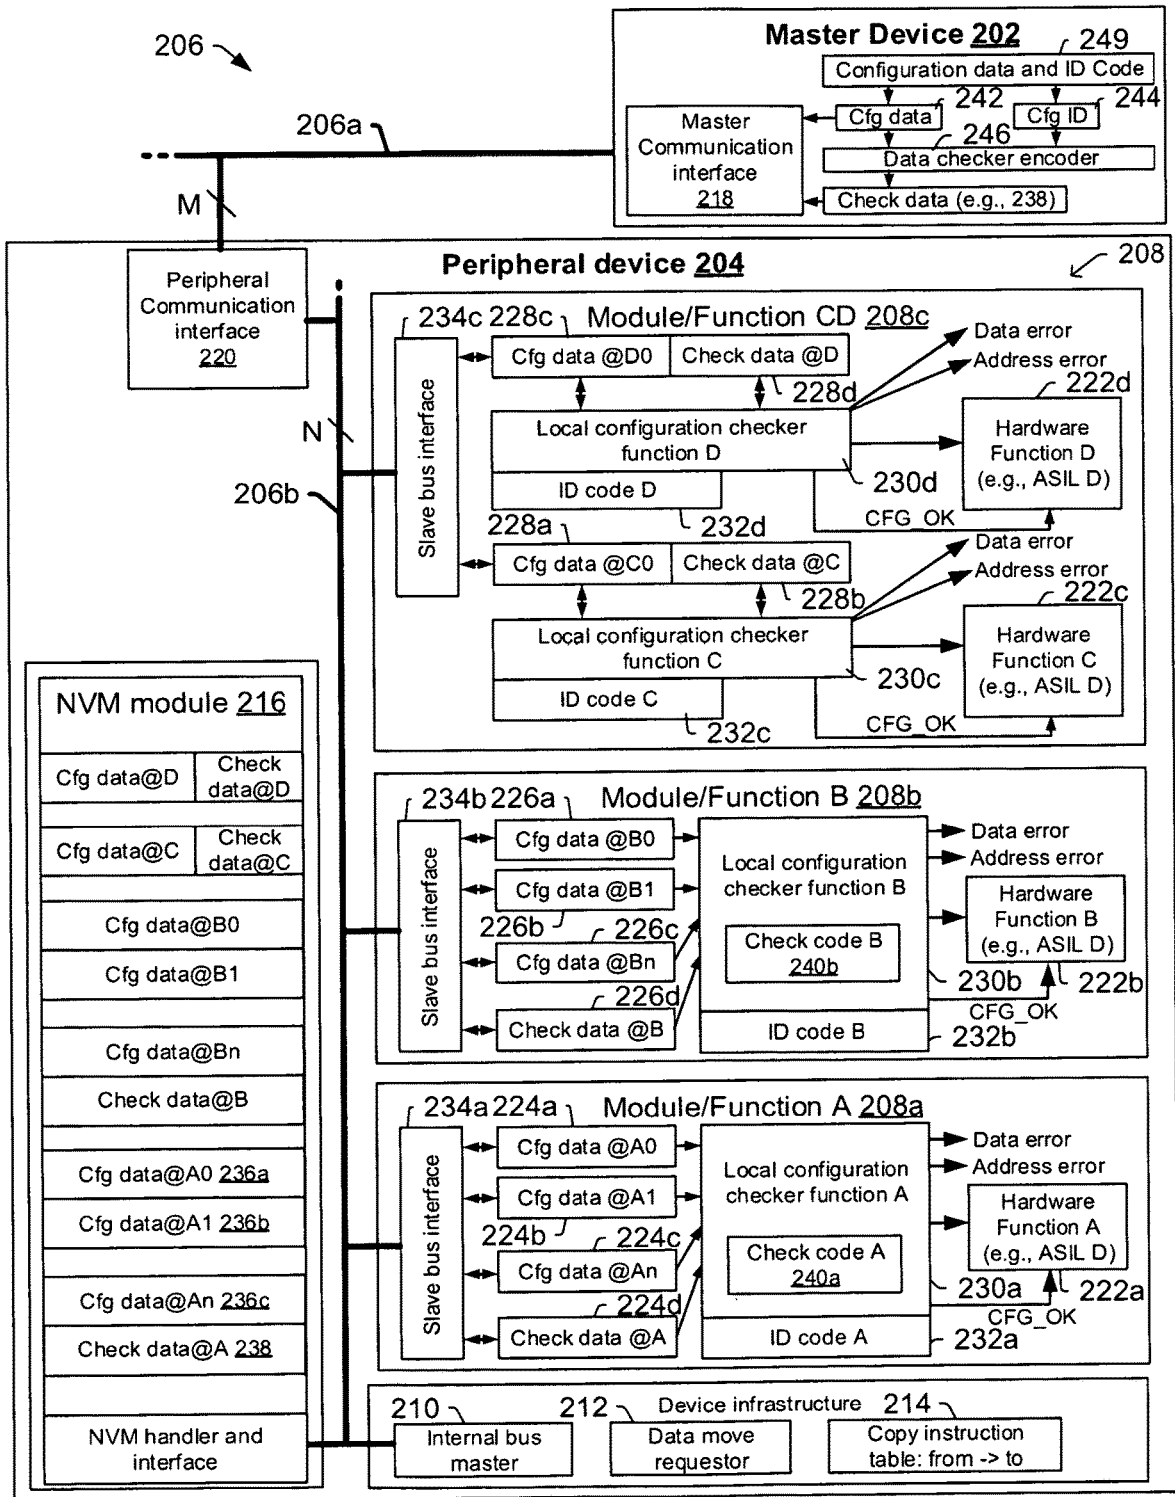 206
Master Device 202
249
Configuration data and ID Code
242
244
Cfg data
Cfg ID
246
Data checker encoder
Check data (e.g., 238)
Master
Communication
interface
218
206a
M
Peripheral device 204
208
Peripheral
Communication
interface
220
N
206b
234c 228c
Module/Function CD 208c
Slave bus interface
Cfg data @D0
Check data @D
228d
Data error
Address error
222d
Local configuration checker
function D
230d
ID code D
232d
Hardware
Function D
(e.g., ASIL D)
CFG_OK
228a
Cfg data @C0
Check data @C
228b
Data error
Address error
222c
Local configuration checker
function C
230c
ID code C
232c
Hardware
Function C
(e.g., ASIL D)
CFG_OK
NVM module 216
Cfg data@D
Check
data@D
Cfg data@C
Check
data@C
Cfg data@B0
Cfg data@B1
Cfg data@Bn
Check data@B
Cfg data@A0 236a
Cfg data@A1 236b
Cfg data@An 236c
Check data@A 238
NVM handler and
interface
234b 226a
Module/Function B 208b
Slave bus interface
Cfg data @B0
Cfg data @B1
226b
226c
Cfg data @Bn
226d
Check data @B
Local configuration
checker function B
Check code B
240b
ID code B
Data error
Address error
Hardware
Function B
(e.g., ASIL D)
230b
222b
CFG_OK
232b
234a 224a
Module/Function A 208a
Slave bus interface
Cfg data @A0
Cfg data @A1
224b
224c
Cfg data @An
224d
Check data @A
Local configuration
checker function A
Check code A
240a
ID code A
Data error
Address error
Hardware
Function A
(e.g., ASIL D)
230a
222a
CFG_OK
232a
210
212
Device infrastructure
214
Internal bus
master
Data move
requestor
Copy instruction
table: from -> to